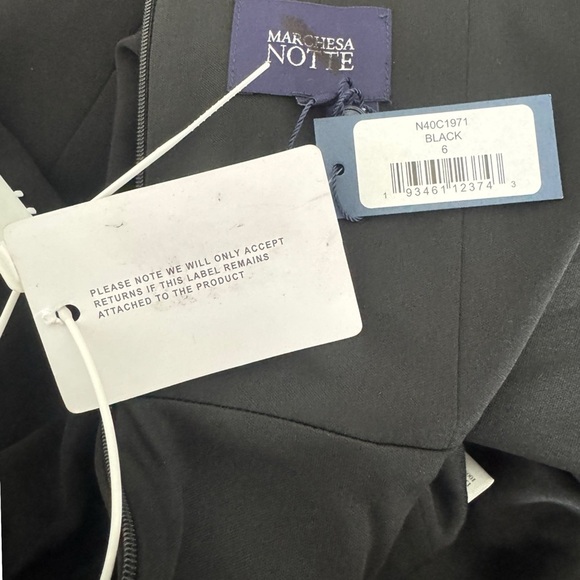 MARCHESA
NOTTE
N40C1971
BLACK
6
1 93461 12374 3
PLEASE NOTE WE WILL ONLY ACCEPT
RETURNS IF THIS LABEL REMAINS
ATTACHED TO THE PRODUCT